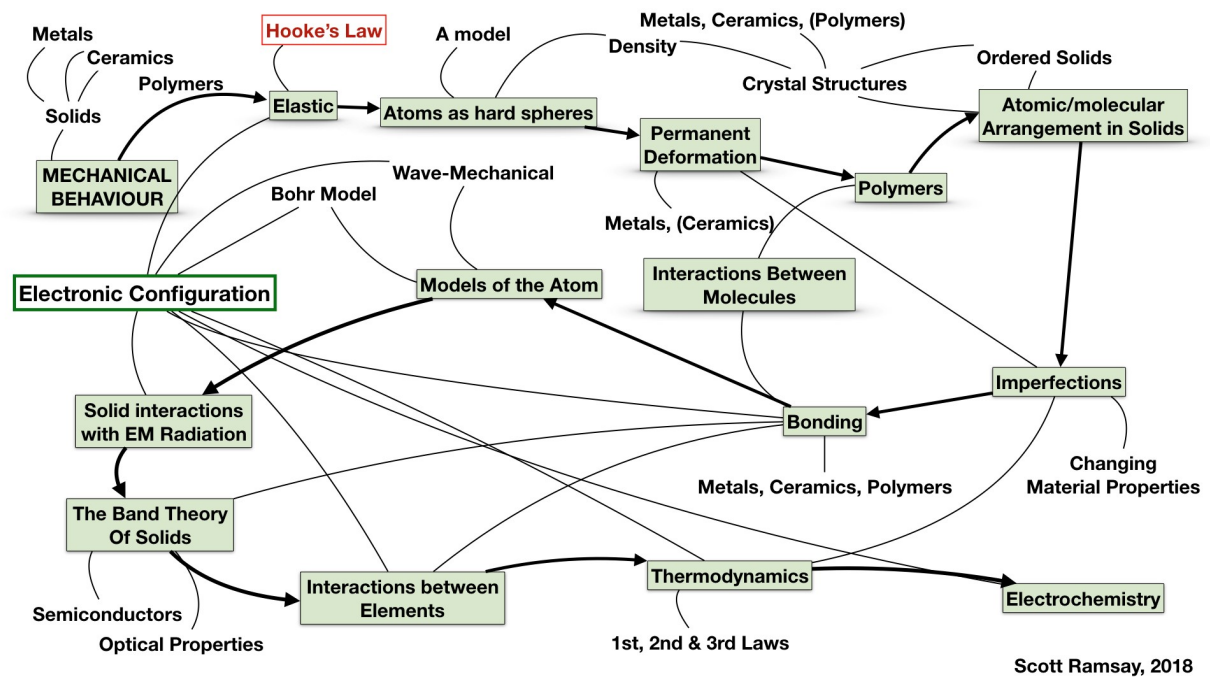 Metals
Ceramics
Polymers
Solids
MECHANICAL
BEHAVIOUR
Hooke's Law
Elastic
A model
Atoms as hard spheres
Metals, Ceramics, (Polymers)
Density
Crystal Structures
Ordered Solids
Atomic/molecular
Arrangement in Solids
Permanent
Deformation
Polymers
Metals, (Ceramics)
Wave-Mechanical
Bohr Model
Electronic Configuration
Models of the Atom
Interactions Between
Molecules
Imperfections
Solid interactions
with EM Radiation
Bonding
Changing
Material Properties
Metals, Ceramics, Polymers
The Band Theory
Of Solids
Semiconductors
Optical Properties
Interactions between
Elements
Thermodynamics
1st, 2nd & 3rd Laws
Electrochemistry
Scott Ramsay, 2018